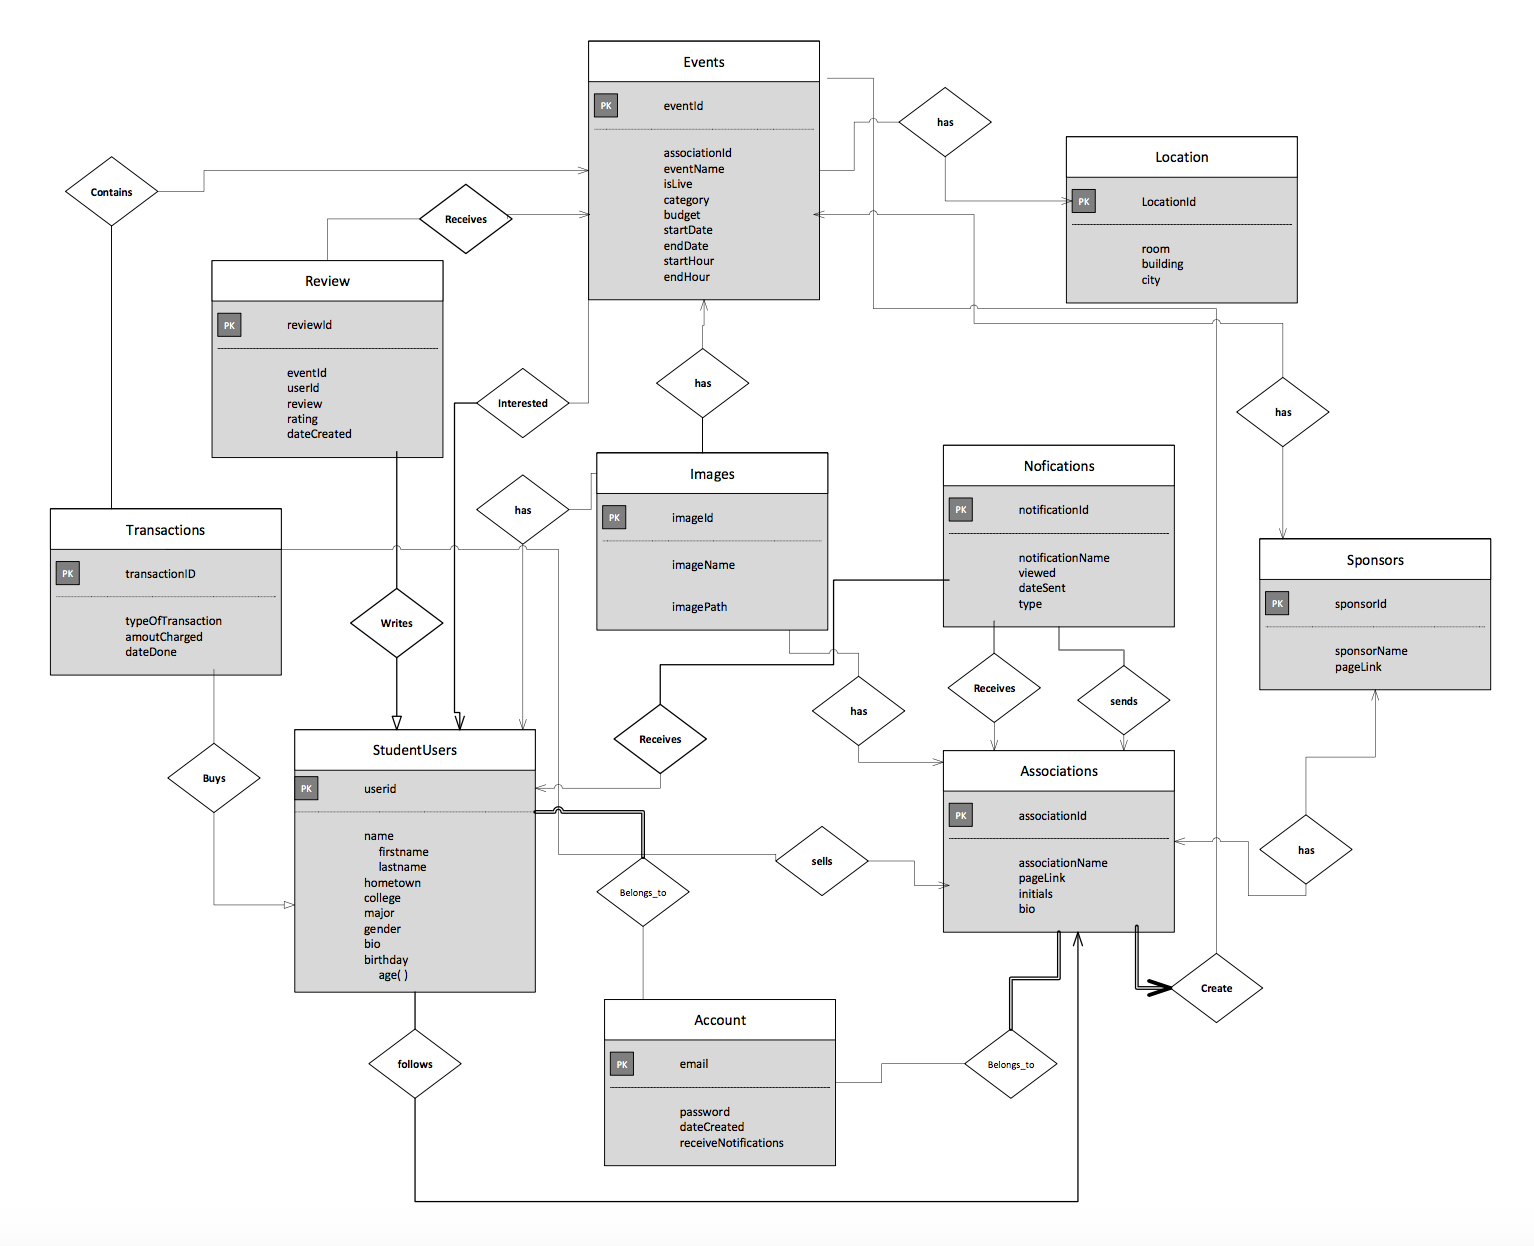 Events
PK eventId
associationId
eventName
isLive
category
budget
startDate
endDate
startHour
endHour
has
Location
PK LocationId
room
building
city
Contains
Receives
Review
PK reviewId
eventId
userId
review
rating
dateCreated
Interested
has
has
has
Images
PK imageId
imageName
imagePath
Nofications
PK notificationId
notificationName
viewed
dateSent
type
Transactions
PK transactionID
typeOfTransaction
amoutCharged
dateDone
Sponsors
PK sponsorId
sponsorName
pageLink
Writes
Receives
sends
has
Receives
Buys
StudentUsers
PK userid
name
firstname
lastname
hometown
college
major
gender
bio
birthday
age( )
Associations
PK associationId
associationName
pageLink
initials
bio
has
sells
Belongs_to
Create
follows
Account
PK email
password
dateCreated
receiveNotifications
Belongs_to